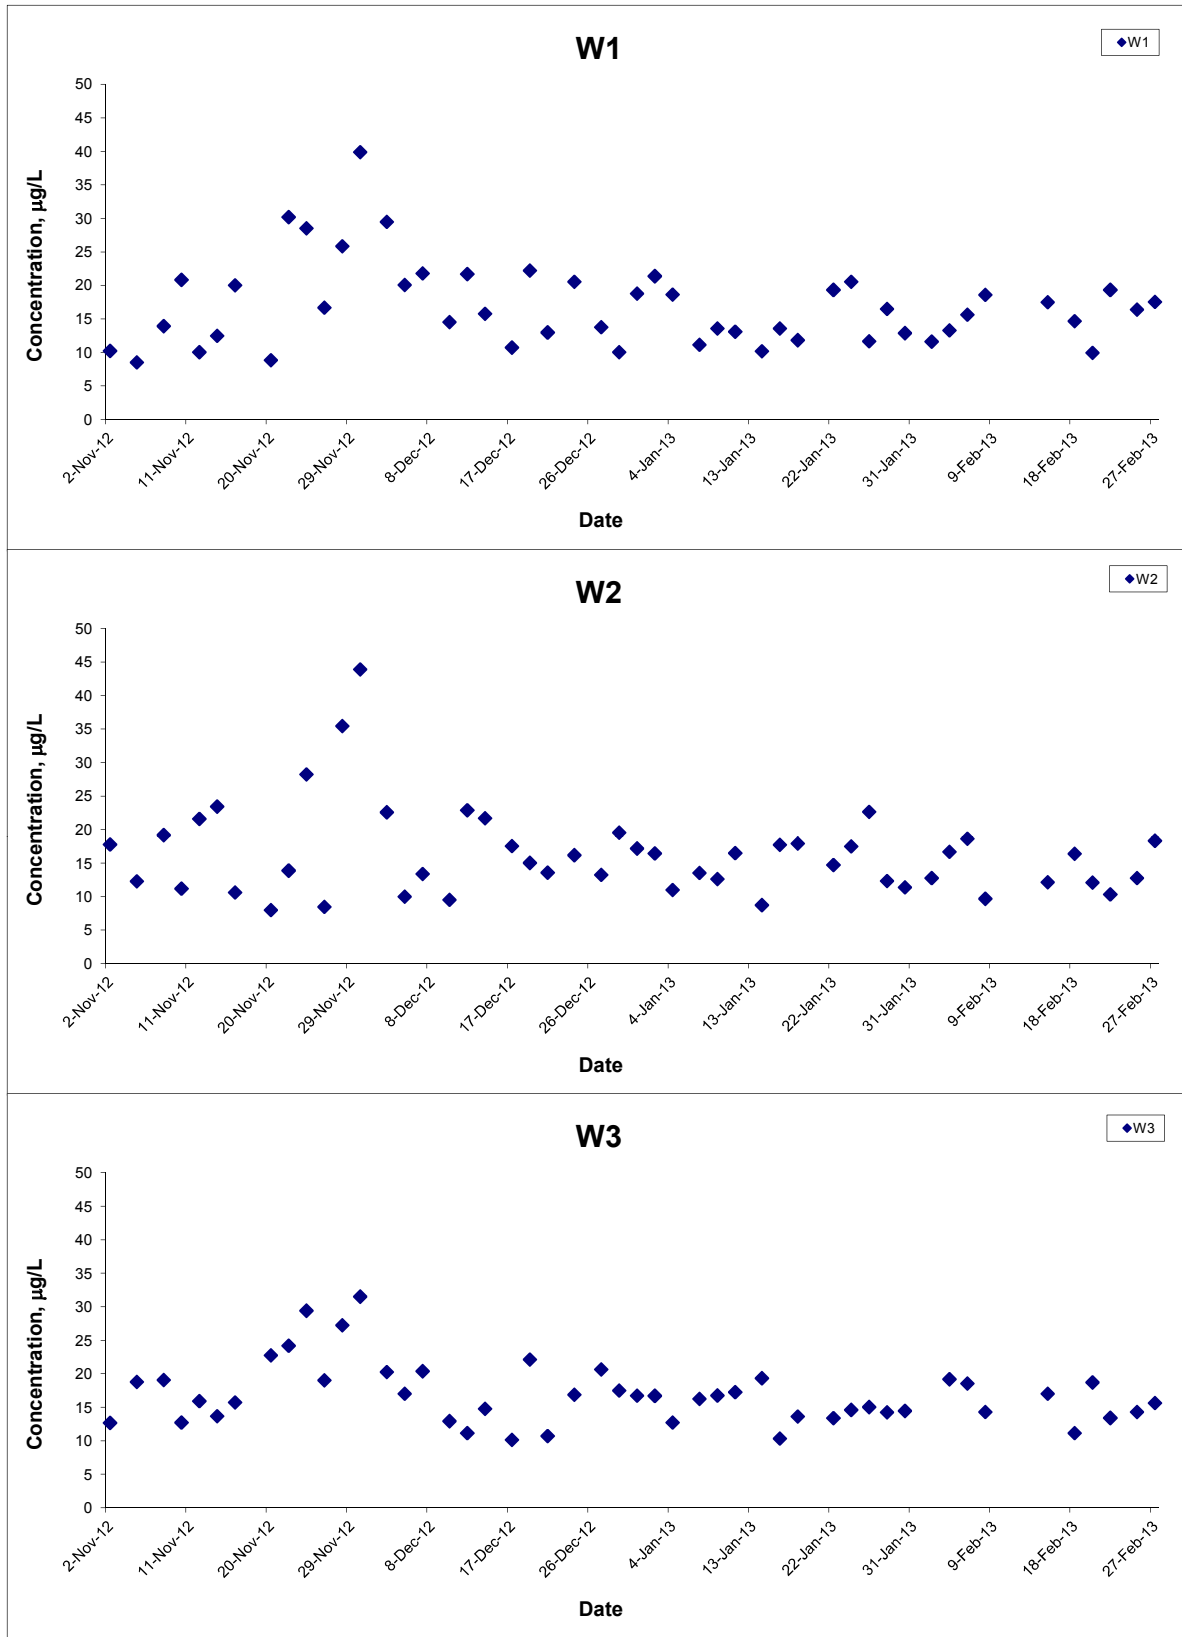 W1
W1
Concentration, µg/L
50
45
40
35
30
25
20
15
10
5
0
2-Nov-12
11-Nov-12
20-Nov-12
29-Nov-12
8-Dec-12
17-Dec-12
26-Dec-12
4-Jan-13
13-Jan-13
22-Jan-13
31-Jan-13
9-Feb-13
18-Feb-13
27-Feb-13
Date
W2
W2
Concentration, µg/L
50
45
40
35
30
25
20
15
10
5
0
2-Nov-12
11-Nov-12
20-Nov-12
29-Nov-12
8-Dec-12
17-Dec-12
26-Dec-12
4-Jan-13
13-Jan-13
22-Jan-13
31-Jan-13
9-Feb-13
18-Feb-13
27-Feb-13
Date
W3
W3
Concentration, µg/L
50
45
40
35
30
25
20
15
10
5
0
2-Nov-12
11-Nov-12
20-Nov-12
29-Nov-12
8-Dec-12
17-Dec-12
26-Dec-12
4-Jan-13
13-Jan-13
22-Jan-13
31-Jan-13
9-Feb-13
18-Feb-13
27-Feb-13
Date